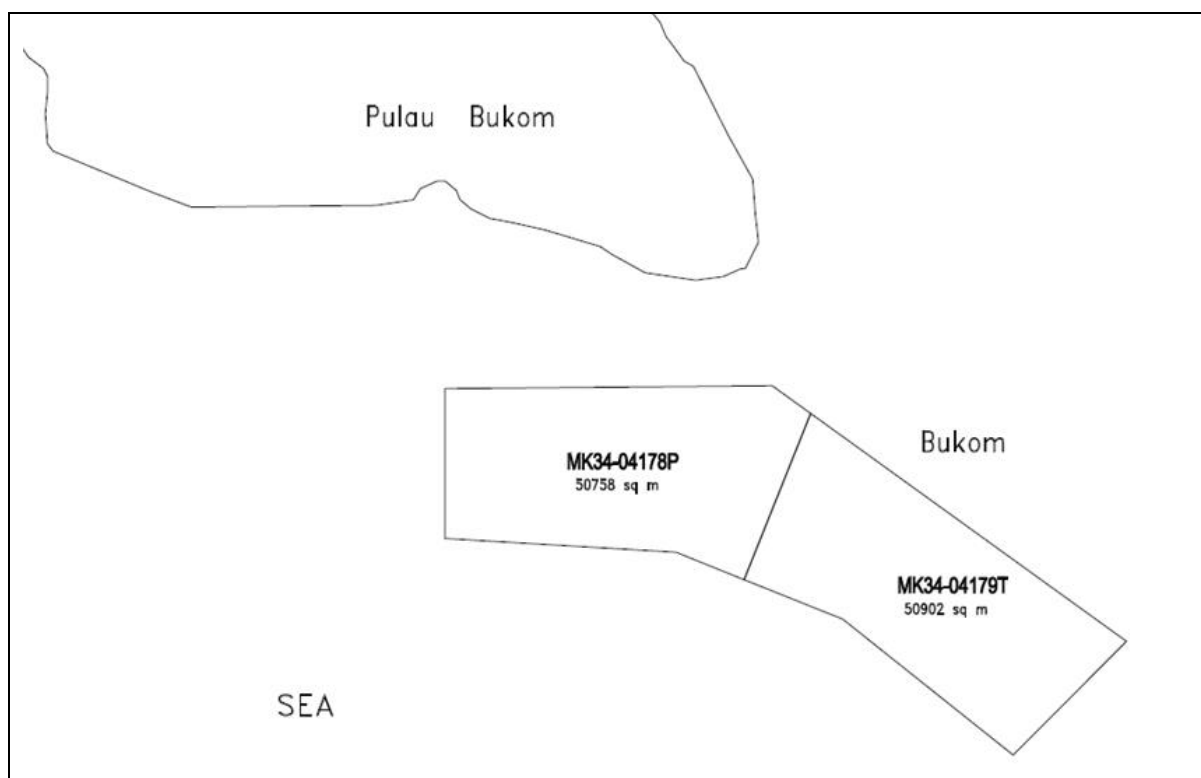 Pulau Bukom
Bukom
MK34-04178P
50758 sq m
MK34-04179T
50902 sq m
SEA